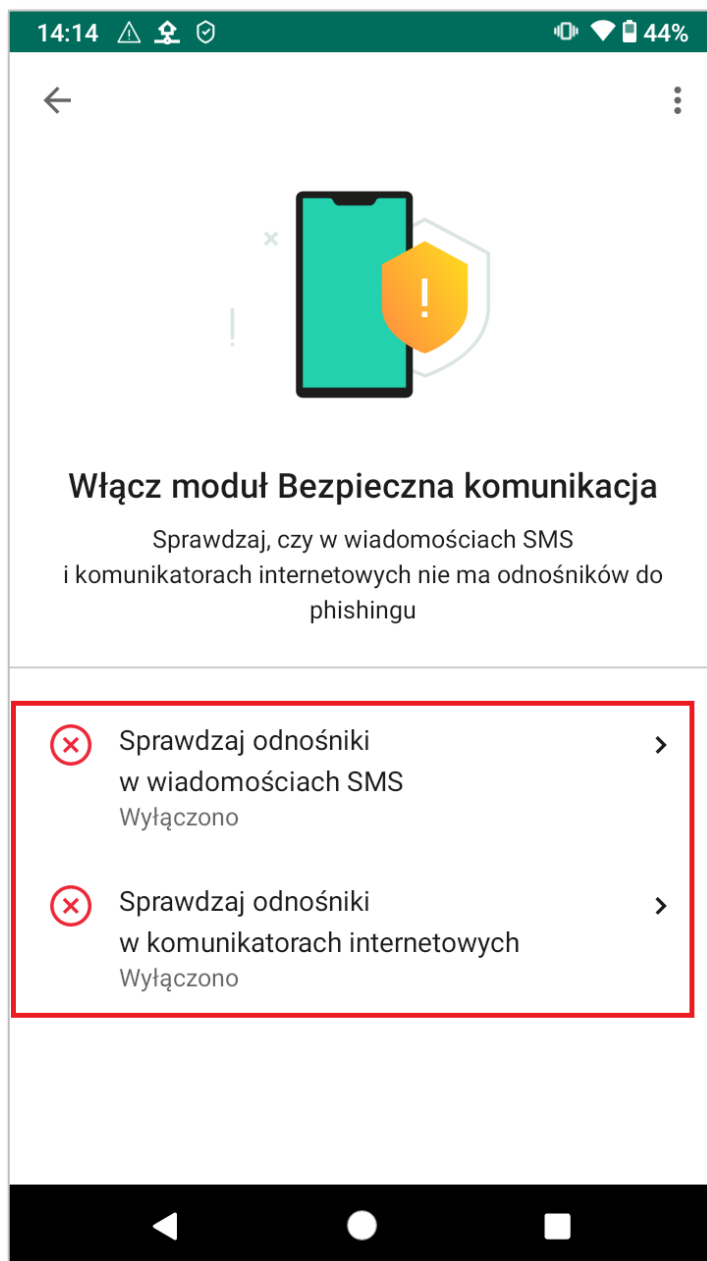 14:14
44%
Włącz moduł Bezpieczna komunikacja
Sprawdzaj, czy w wiadomościach SMS
i komunikatorach internetowych nie ma odnośników do
phishingu
Sprawdzaj odnośniki
w wiadomościach SMS
Wyłączono
Sprawdzaj odnośniki
w komunikatorach internetowych
Wyłączono